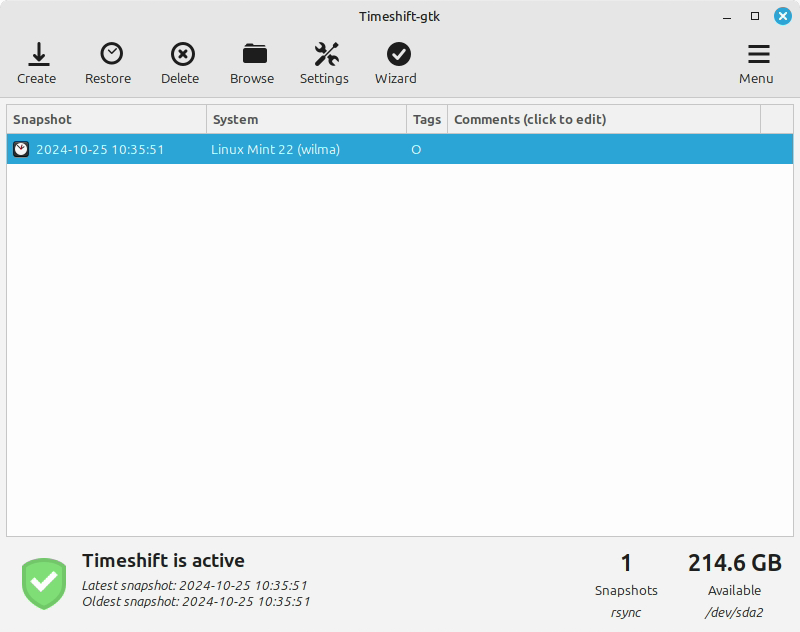 Timeshift-gtk
Create Restore Delete Browse Settings Wizard Menu
Snapshot System Tags Comments (click to edit)
2024-10-25 10:35:51 Linux Mint 22 (wilma) O
Timeshift is active 1 214.6 GB
Latest snapshot: 2024-10-25 10:35:51 Snapshots Available
Oldest snapshot: 2024-10-25 10:35:51 rsync /dev/sda2